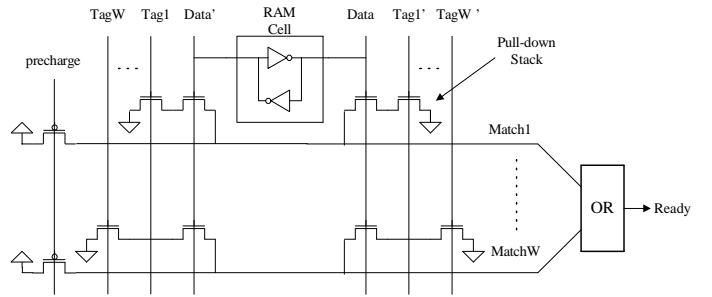 TagW Tag1 Data' RAM Cell Data Tag1' TagW '
precharge
. . .
. . .
Pull-down
Stack
Match1
OR
Ready
MatchW